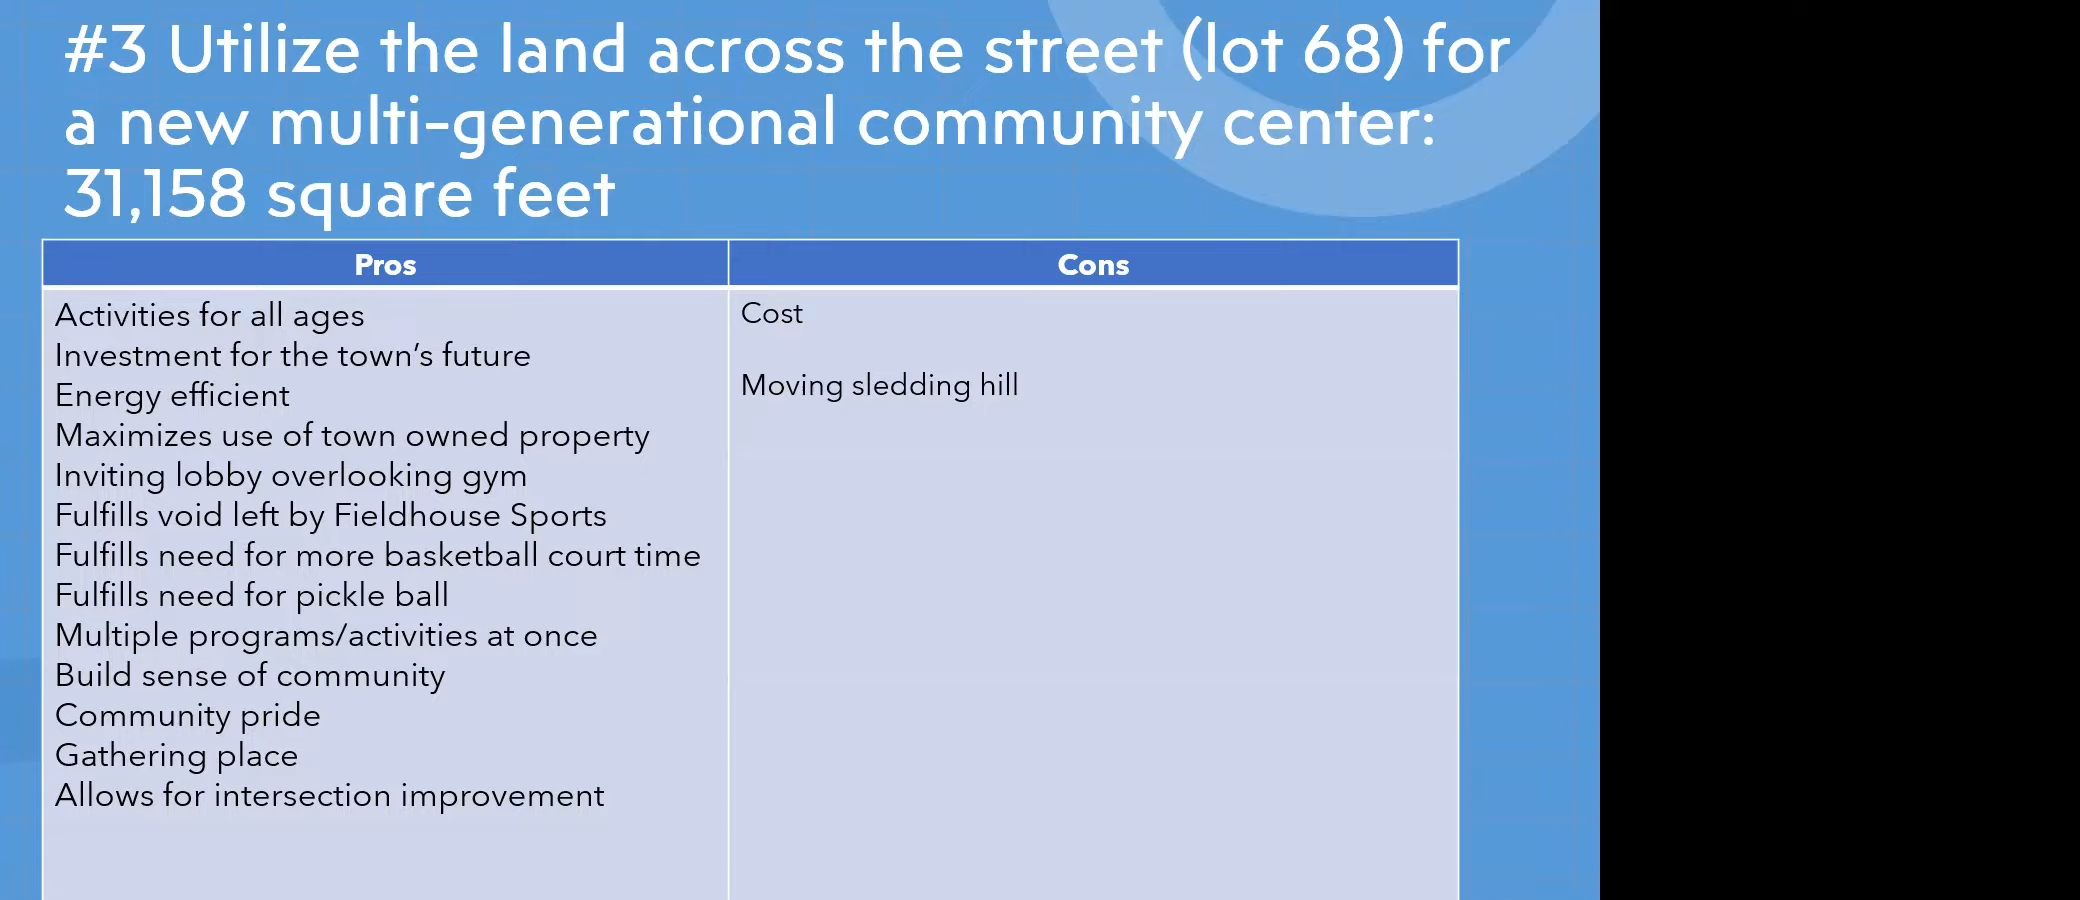 #3 Utilize the land across the street (lot 68) for
a new multi-generational community center:
31,158 square feet
Pros
Cons
Activities for all ages
Investment for the town’s future
Energy efficient
Maximizes use of town owned property
Inviting lobby overlooking gym
Fulfills void left by Fieldhouse Sports
Fulfills need for more basketball court time
Fulfills need for pickle ball
Multiple programs/activities at once
Build sense of community
Community pride
Gathering place
Allows for intersection improvement
Cost
Moving sledding hill